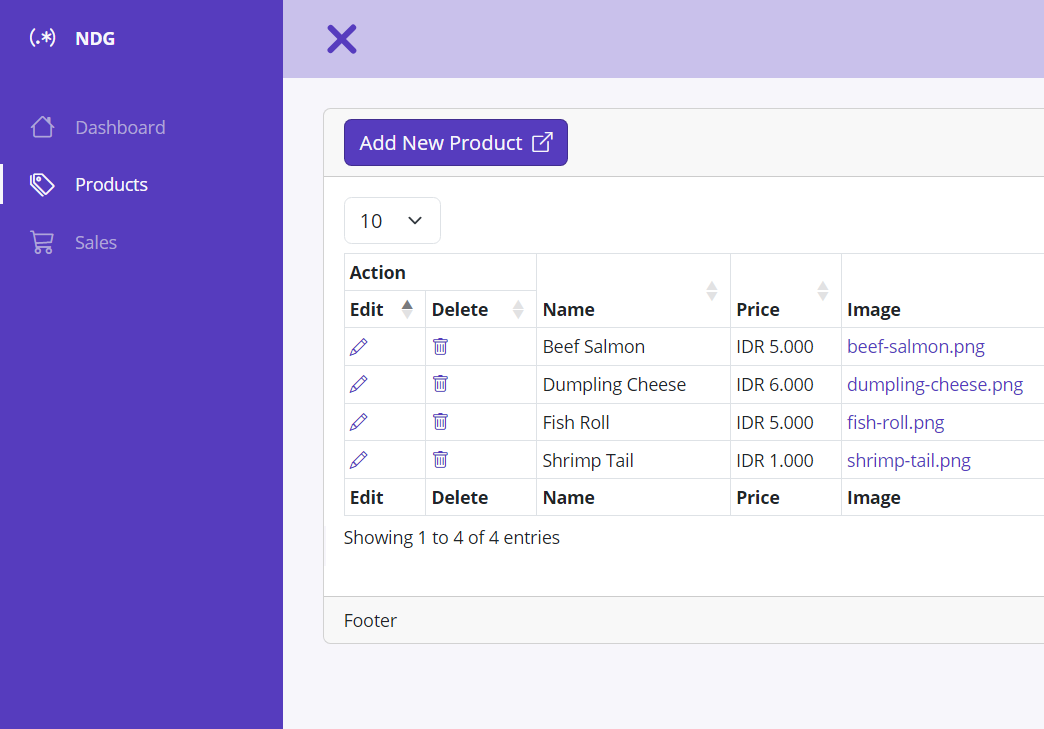 (.*) NDG
Dashboard
Products
Sales
Add New Product
10
Action
Edit Delete Name Price Image
Beef Salmon IDR 5.000 beef-salmon.png
Dumpling Cheese IDR 6.000 dumpling-cheese.png
Fish Roll IDR 5.000 fish-roll.png
Shrimp Tail IDR 1.000 shrimp-tail.png
Edit Delete Name Price Image
Showing 1 to 4 of 4 entries
Footer